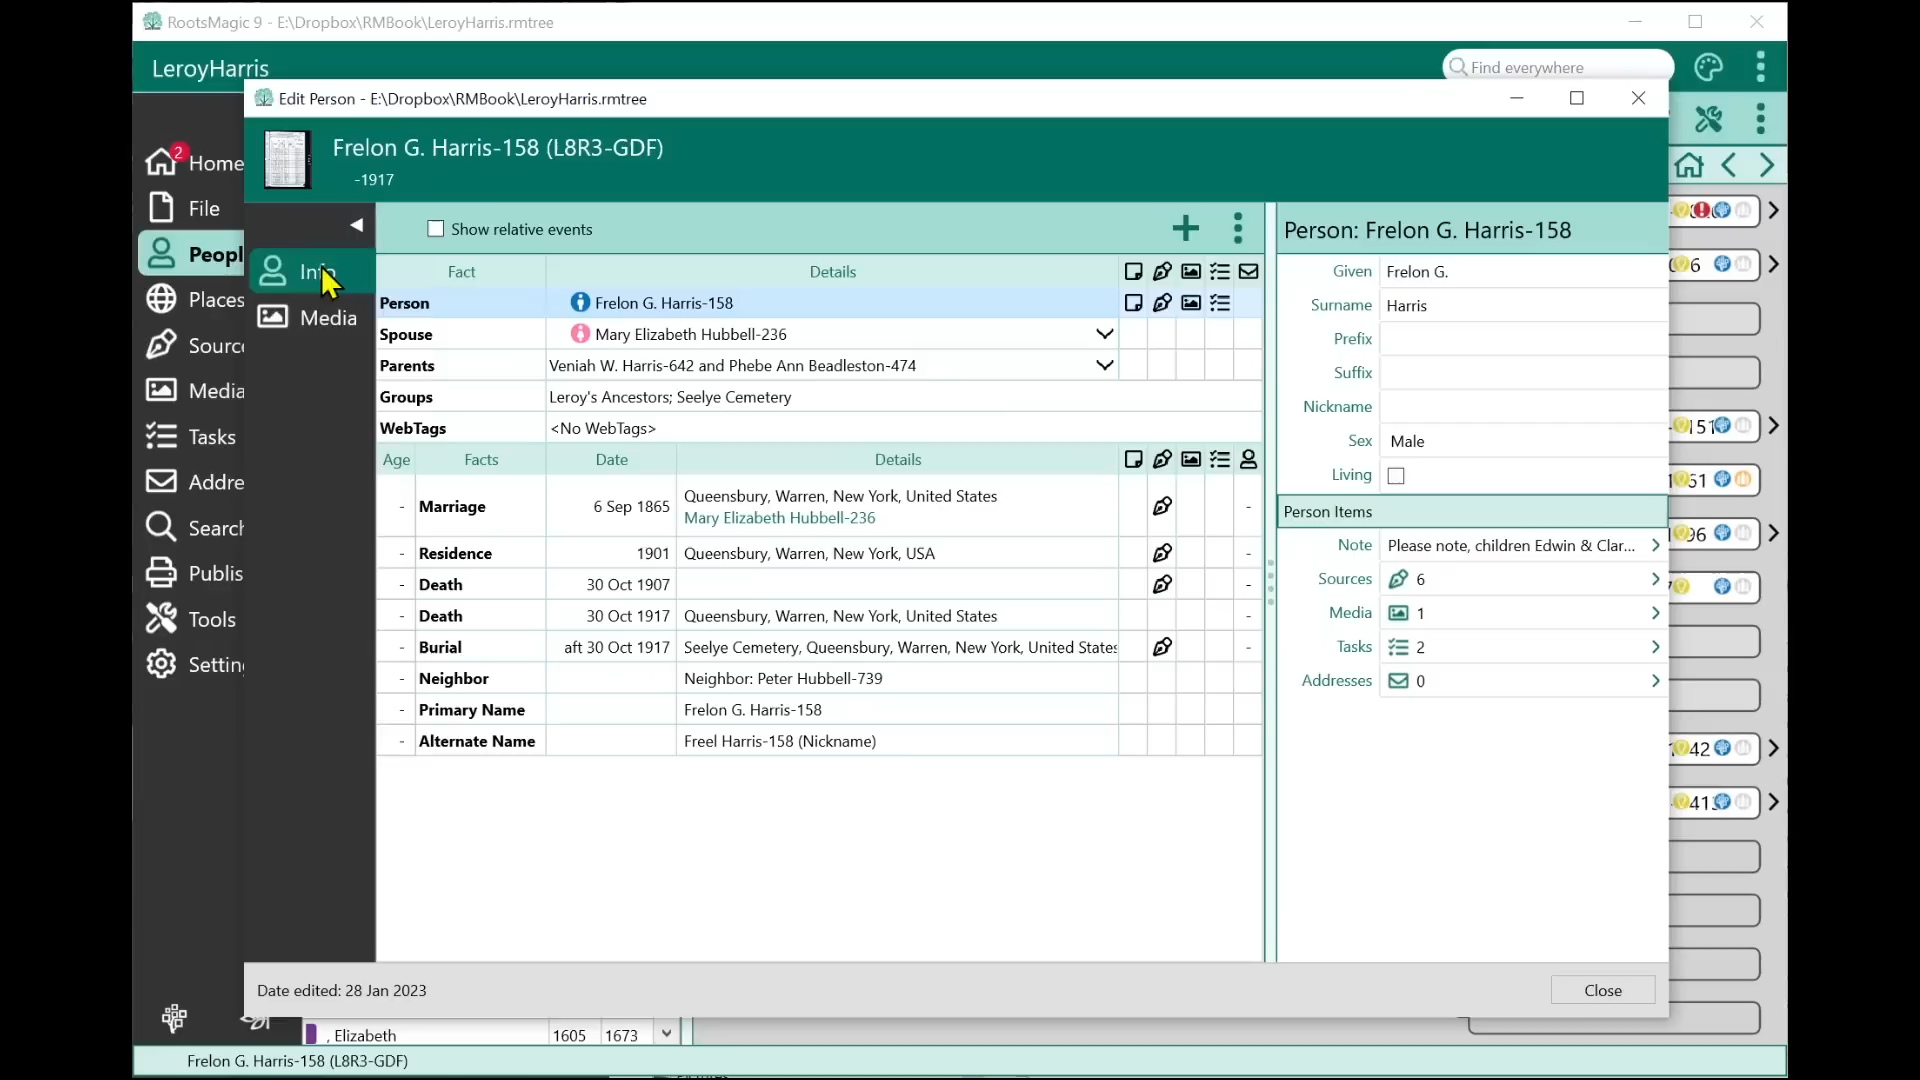 RootsMagic 9 - E:\Dropbox\RMBook\LeroyHarris.rmtree
LeroyHarris
Find everywhere
Edit Person - E:\Dropbox\RMBook\LeroyHarris.rmtree
Frelon G. Harris-158 (L8R3-GDF)
-1917
2
Home
File
Peopl
Places
Sourc
Media
Tasks
Addre
Search
Publis
Tools
Settin
Info
Media
Show relative events
Fact Details
Person Frelon G. Harris-158
Spouse Mary Elizabeth Hubbell-236
Parents Veniah W. Harris-642 and Phebe Ann Beadleston-474
Groups Leroy's Ancestors; Seelye Cemetery
WebTags <No WebTags>
Age Facts Date Details
- Marriage 6 Sep 1865 Queensbury, Warren, New York, United States
Mary Elizabeth Hubbell-236
-
- Residence 1901 Queensbury, Warren, New York, USA -
- Death 30 Oct 1907 -
- Death 30 Oct 1917 Queensbury, Warren, New York, United States -
- Burial aft 30 Oct 1917 Seelye Cemetery, Queensbury, Warren, New York, United States -
- Neighbor Neighbor: Peter Hubbell-739
- Primary Name Frelon G. Harris-158
- Alternate Name Freel Harris-158 (Nickname)
Person: Frelon G. Harris-158
Given Frelon G.
Surname Harris
Prefix
Suffix
Nickname
Sex Male
Living
Person Items
Note Please note, children Edwin & Clar...
Sources 6
Media 1
Tasks 2
Addresses 0
Date edited: 28 Jan 2023
Close
, Elizabeth 1605 1673
Frelon G. Harris-158 (L8R3-GDF)